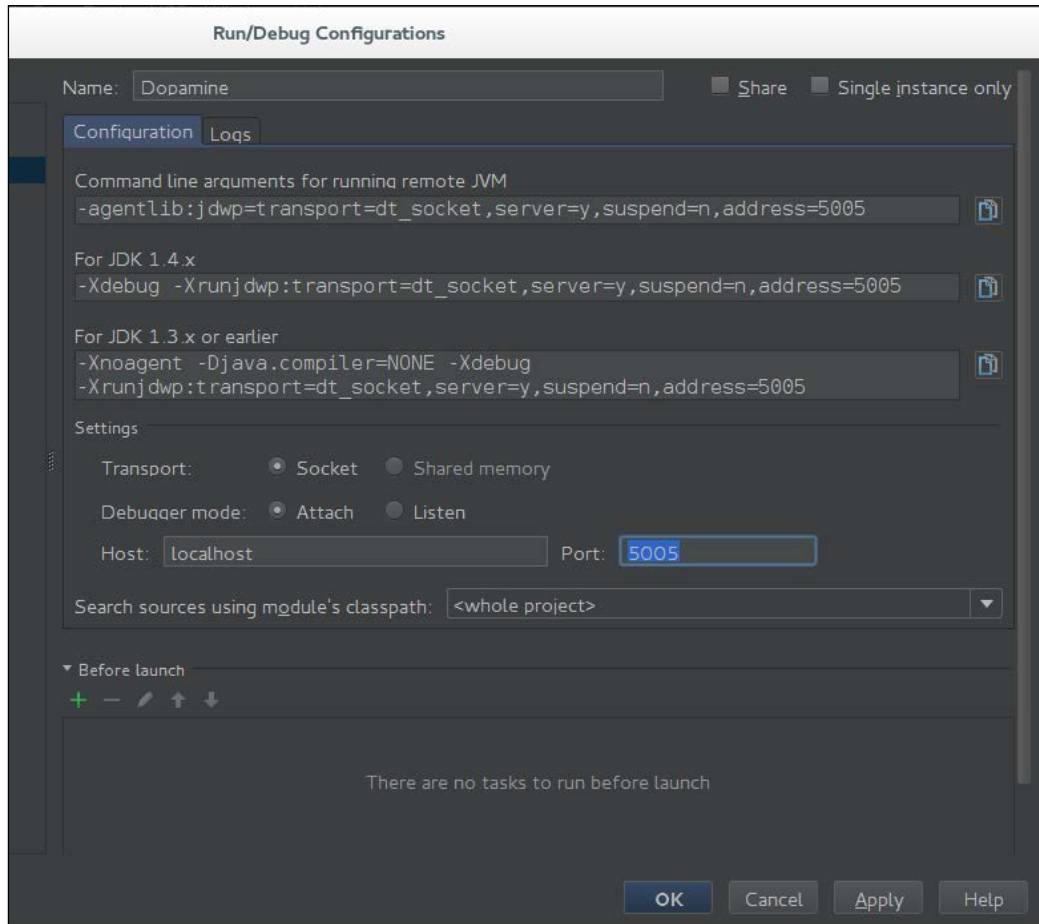 Run/Debug Configurations
Name: Dopamine Share Single instance only
Configuration Logs
Command line arguments for running remote JVM
-agentlib:jdwp=transport=dt_socket,server=y,suspend=n,address=5005
For JDK 1.4.x
-Xdebug -Xrunjdwp:transport=dt_socket,server=y,suspend=n,address=5005
For JDK 1.3.x or earlier
-Xnoagent -Djava.compiler=NONE -Xdebug
-Xrunjdwp:transport=dt_socket,server=y,suspend=n,address=5005
Settings
Transport: Socket Shared memory
Debugger mode: Attach Listen
Host: localhost Port: 5005
Search sources using module's classpath: <whole project>
Before launch
There are no tasks to run before launch
OK Cancel Apply Help